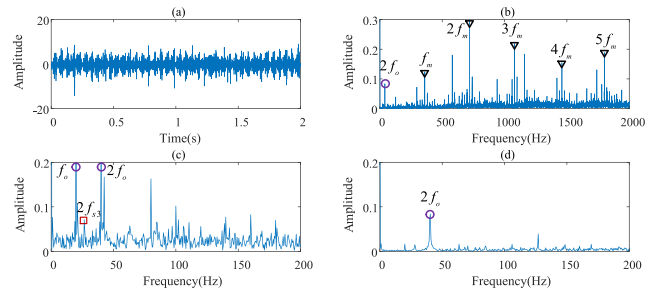 (a)
Amplitude
20
0
-20
0
0.5
1
1.5
2
Time(s)
(b)
Amplitude
0.3
0.2
0.1
0
2fo
fm
2fm
3fm
4fm
5fm
0
500
1000
1500
2000
Frequency(Hz)
(c)
Amplitude
0.2
0.1
0
fo
2fs3
2fo
0
50
100
150
200
Frequency(Hz)
(d)
Amplitude
0.2
0.1
0
2fo
0
50
100
150
200
Frequency(Hz)